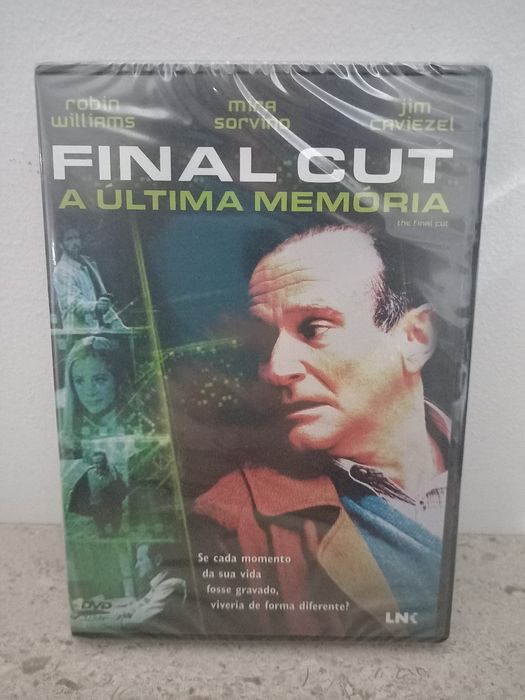 robin mira jim
williams sorvino caviezel
FINAL CUT
A ÚLTIMA MEMÓRIA
the final cut
Se cada momento
da sua vida
fosse gravado,
viveria de forma diferente?
DVD
LNK